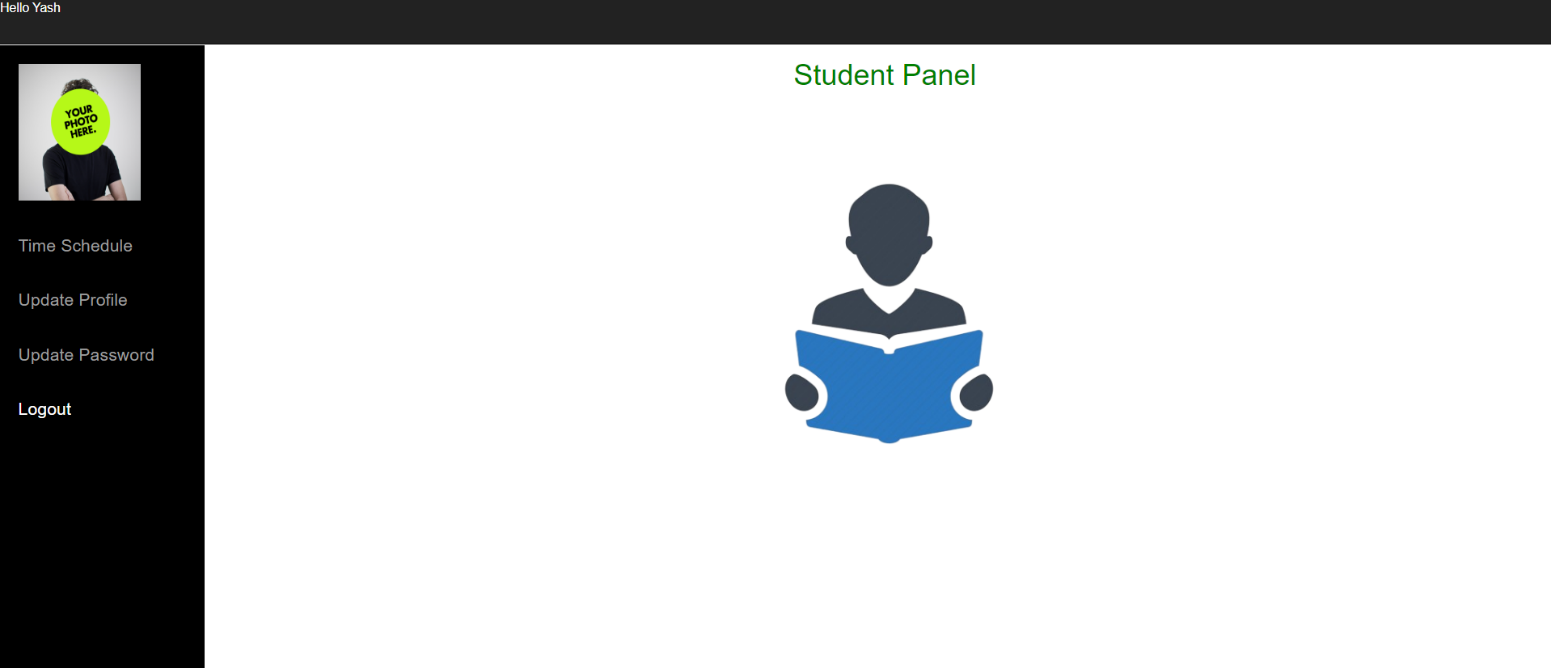 Hello Yash
Student Panel
YOUR
PHOTO
HERE.
Time Schedule
Update Profile
Update Password
Logout